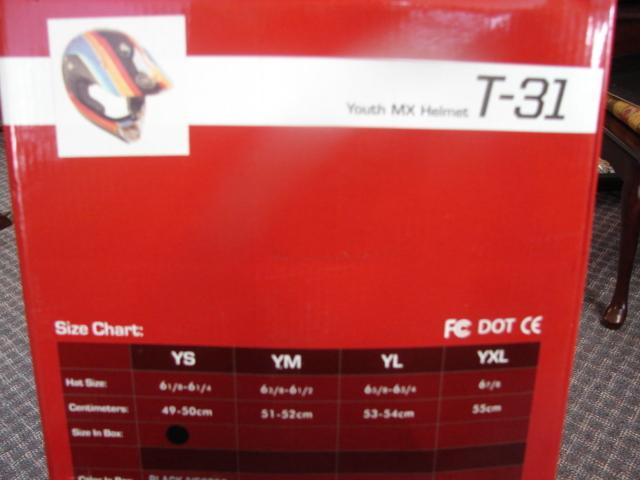 Youth MX Helmet T-31
Size Chart: FC DOT CE
YS YM YL YXL
Hat Size: 6 1/8-6 1/4 6 3/8-6 1/2 6 5/8-6 3/4 6 7/8
Centimeters: 49-50cm 51-52cm 53-54cm 55cm
Size In Box: